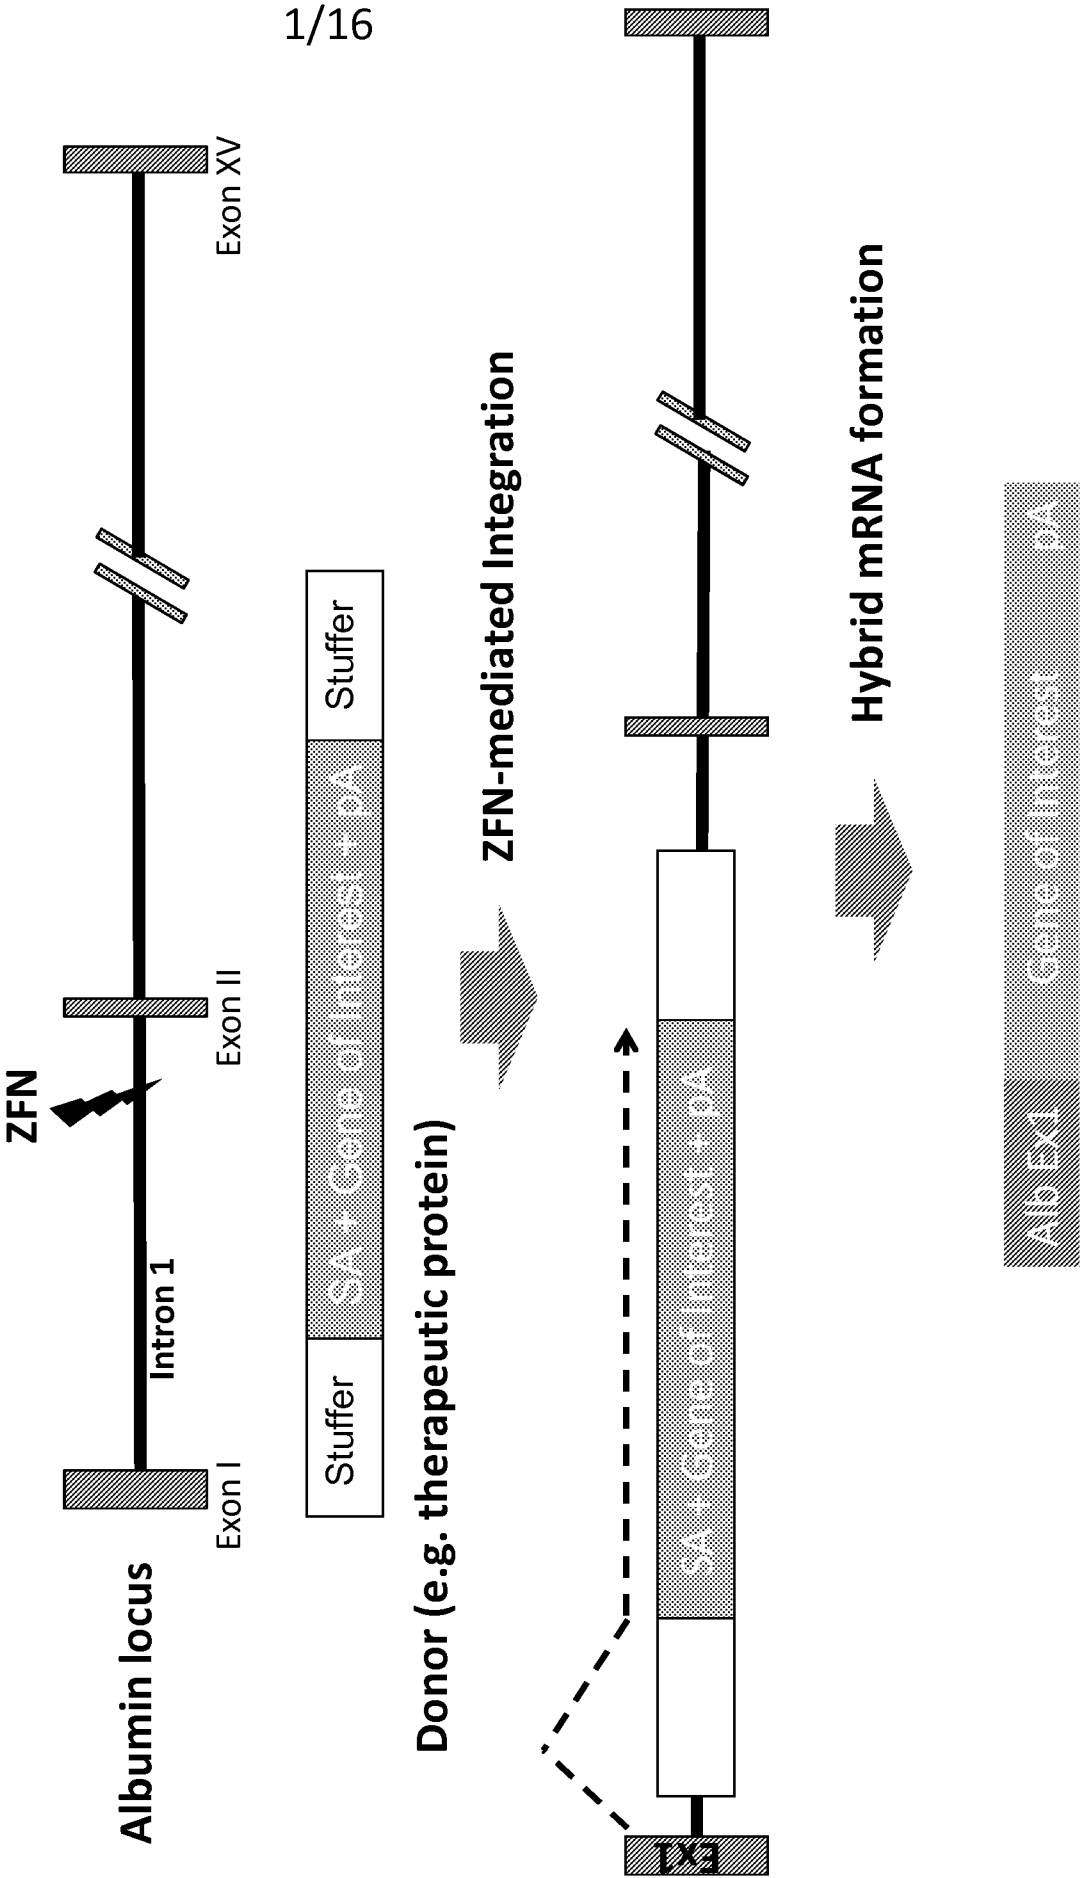 1/16
ZFN
Albumin locus
Intron 1
Exon I
Exon II
Exon XV
Stuffer
SA + Gene of Interest + pA
Stuffer
Donor (e.g. therapeutic protein)
ZFN-mediated Integration
Ex1
SA + Gene of Interest + pA
Hybrid mRNA formation
Alb EX1
Gene of Interest
pA